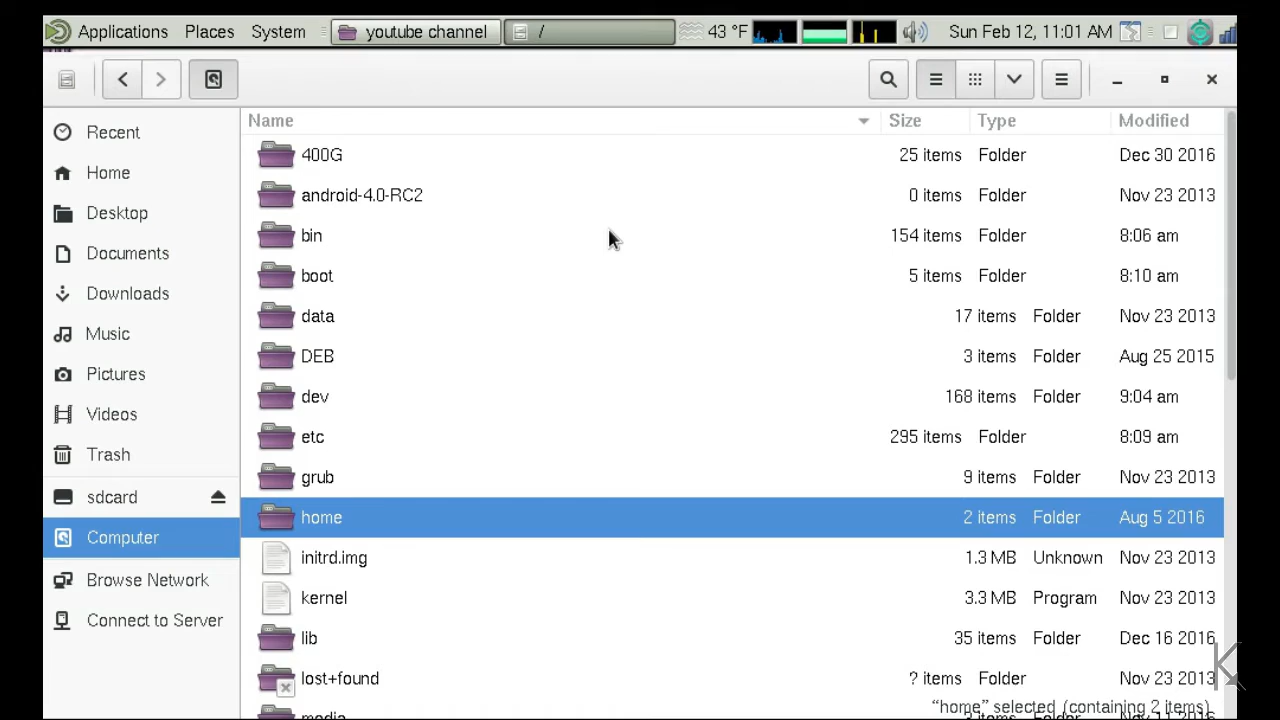 Applications Places System youtube channel / 43 °F Sun Feb 12, 11:01 AM
Name Size Type Modified
Recent
Home
Desktop
Documents
Downloads
Music
Pictures
Videos
Trash
sdcard
Computer
Browse Network
Connect to Server
400G 25 items Folder Dec 30 2016
android-4.0-RC2 0 items Folder Nov 23 2013
bin 154 items Folder 8:06 am
boot 5 items Folder 8:10 am
data 17 items Folder Nov 23 2013
DEB 3 items Folder Aug 25 2015
dev 168 items Folder 9:04 am
etc 295 items Folder 8:09 am
grub 9 items Folder Nov 23 2013
home 2 items Folder Aug 5 2016
initrd.img 1.3 MB Unknown Nov 23 2013
kernel 3.3 MB Program Nov 23 2013
lib 35 items Folder Dec 16 2016
lost+found ? items Folder Nov 23 2013
media
“home” selected (containing 2 items)